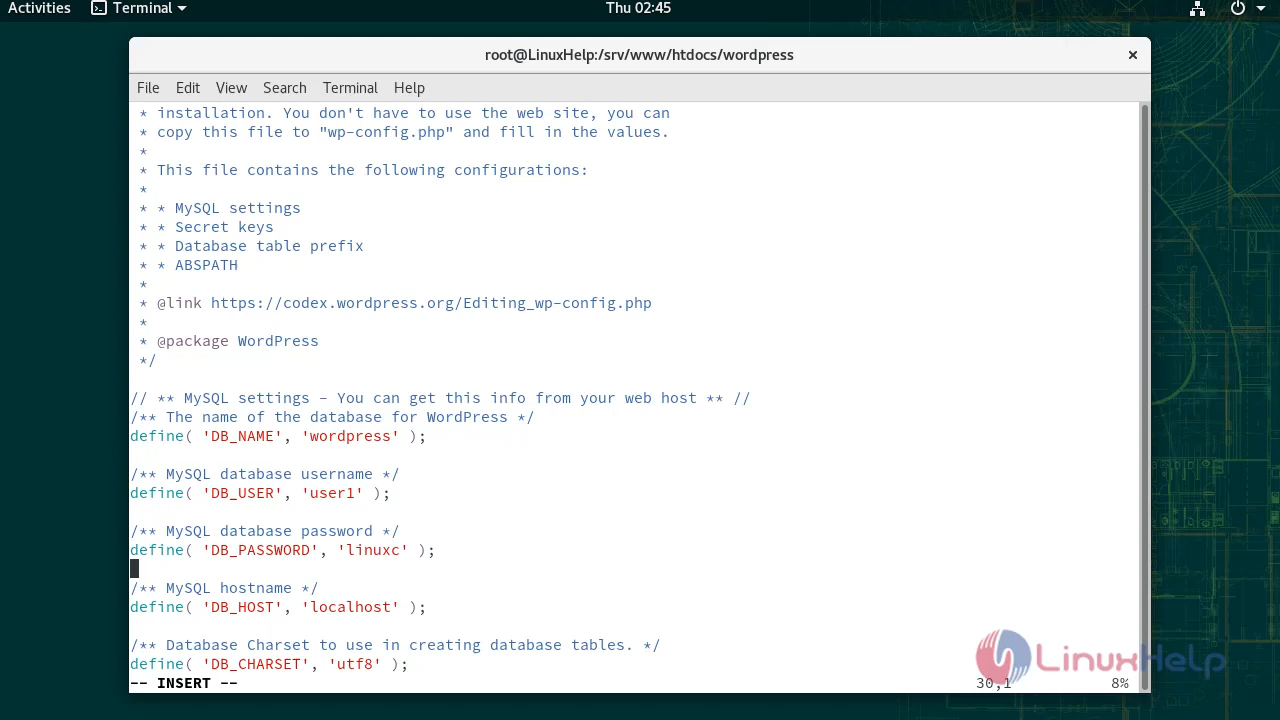 Activities Terminal Thu 02:45
root@LinuxHelp:/srv/www/htdocs/wordpress ×
File Edit View Search Terminal Help
* installation. You don't have to use the web site, you can
* copy this file to "wp-config.php" and fill in the values.
*
* This file contains the following configurations:
*
* * MySQL settings
* * Secret keys
* * Database table prefix
* * ABSPATH
*
* @link https://codex.wordpress.org/Editing_wp-config.php
*
* @package WordPress
*/
// ** MySQL settings - You can get this info from your web host ** //
/** The name of the database for WordPress */
define( 'DB_NAME', 'wordpress' );
/** MySQL database username */
define( 'DB_USER', 'user1' );
/** MySQL database password */
define( 'DB_PASSWORD', 'linuxc' );
/** MySQL hostname */
define( 'DB_HOST', 'localhost' );
/** Database Charset to use in creating database tables. */
define( 'DB_CHARSET', 'utf8' );
-- INSERT -- 30,1 8%
LinuxHelp